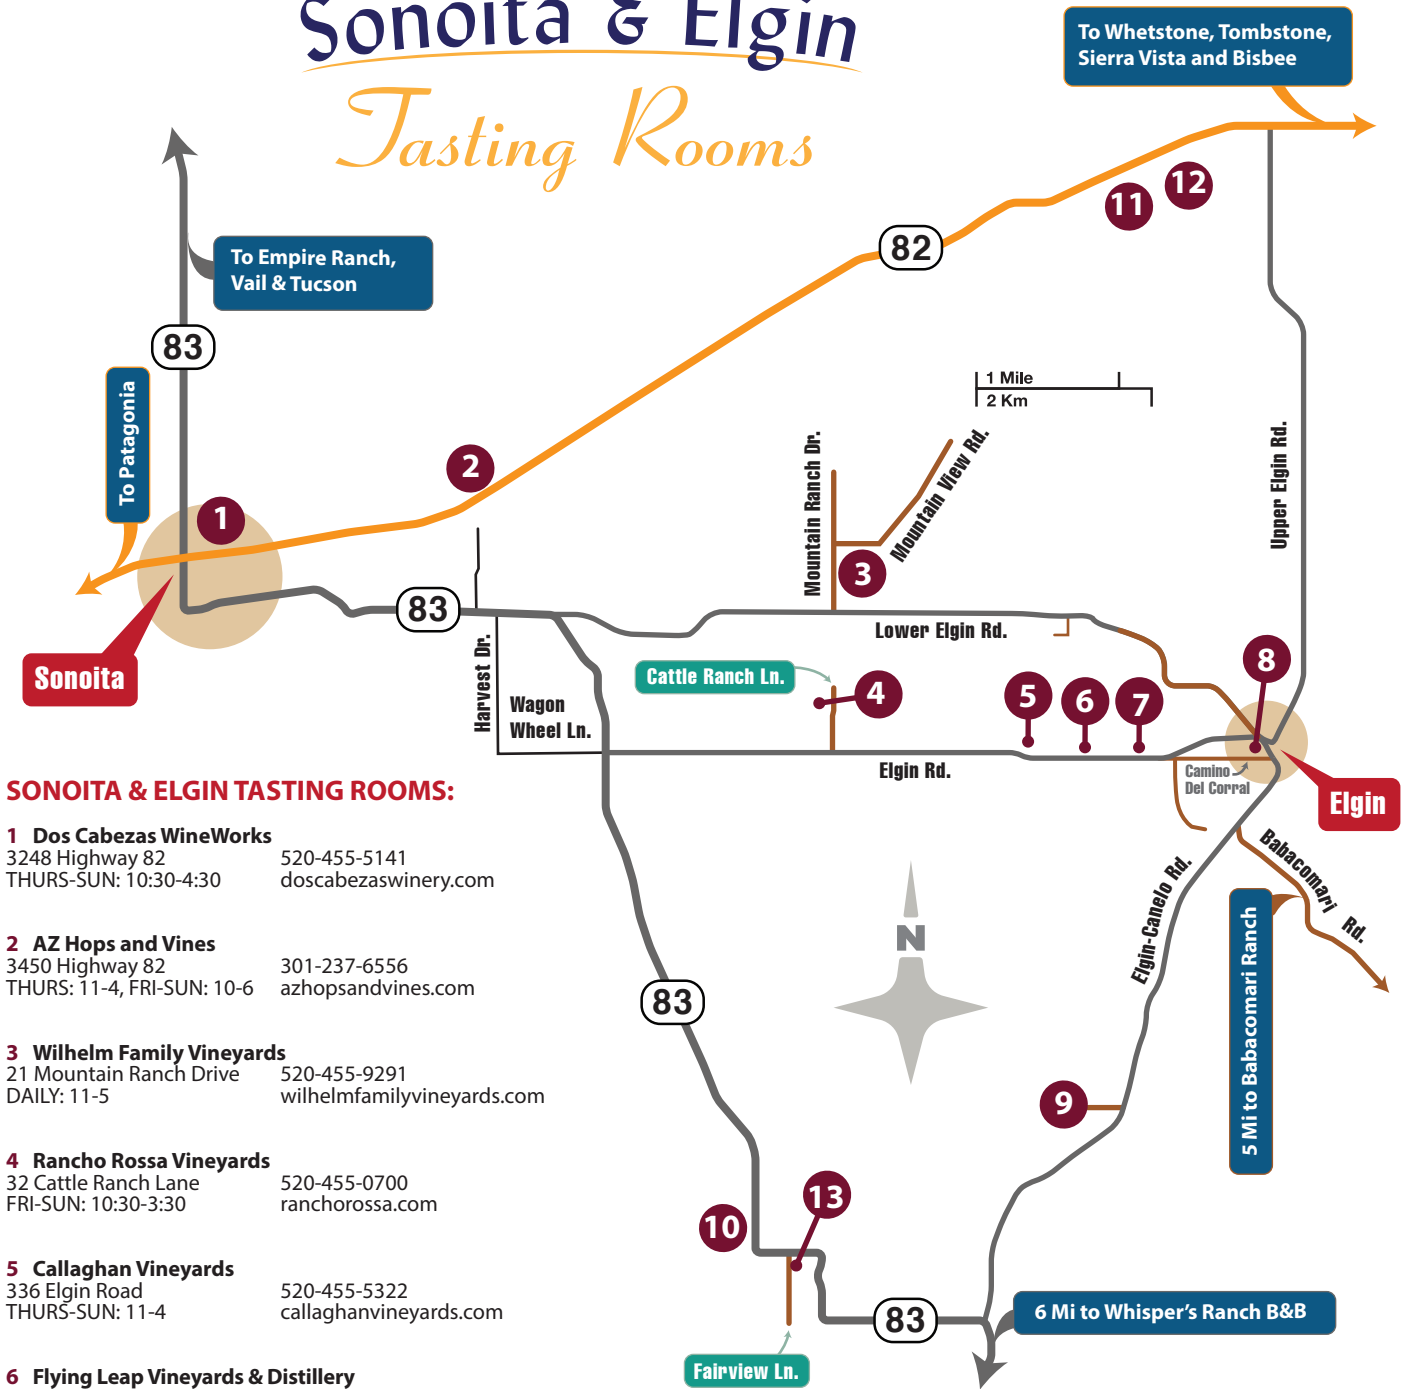 Sonoita & Elgin
Tasting Rooms
To Whetstone, Tombstone,
Sierra Vista and Bisbee
12
11
82
To Empire Ranch,
Vail & Tucson
83
To Patagonia
1 Mile
2 Km
2
1
Mountain Ranch Dr.
Mountain View Rd.
Upper Elgin Rd.
3
83
Lower Elgin Rd.
Sonoita
Harvest Dr.
Wagon
Wheel Ln.
Cattle Ranch Ln.
4
5
6
7
8
Elgin Rd.
Camino
Del Corral
Elgin
Babacomari Rd.
Elgin-Canelo Rd.
5 Mi to Babacomari Ranch
N
83
9
10
13
83
6 Mi to Whisper's Ranch B&B
Fairview Ln.
SONOITA & ELGIN TASTING ROOMS:
1 Dos Cabezas WineWorks
3248 Highway 82 520-455-5141
THURS-SUN: 10:30-4:30 doscabezaswinery.com
2 AZ Hops and Vines
3450 Highway 82 301-237-6556
THURS: 11-4, FRI-SUN: 10-6 azhopsandvines.com
3 Wilhelm Family Vineyards
21 Mountain Ranch Drive 520-455-9291
DAILY: 11-5 wilhelmfamilyvineyards.com
4 Rancho Rossa Vineyards
32 Cattle Ranch Lane 520-455-0700
FRI-SUN: 10:30-3:30 ranchorossa.com
5 Callaghan Vineyards
336 Elgin Road 520-455-5322
THURS-SUN: 11-4 callaghanvineyards.com
6 Flying Leap Vineyards & Distillery